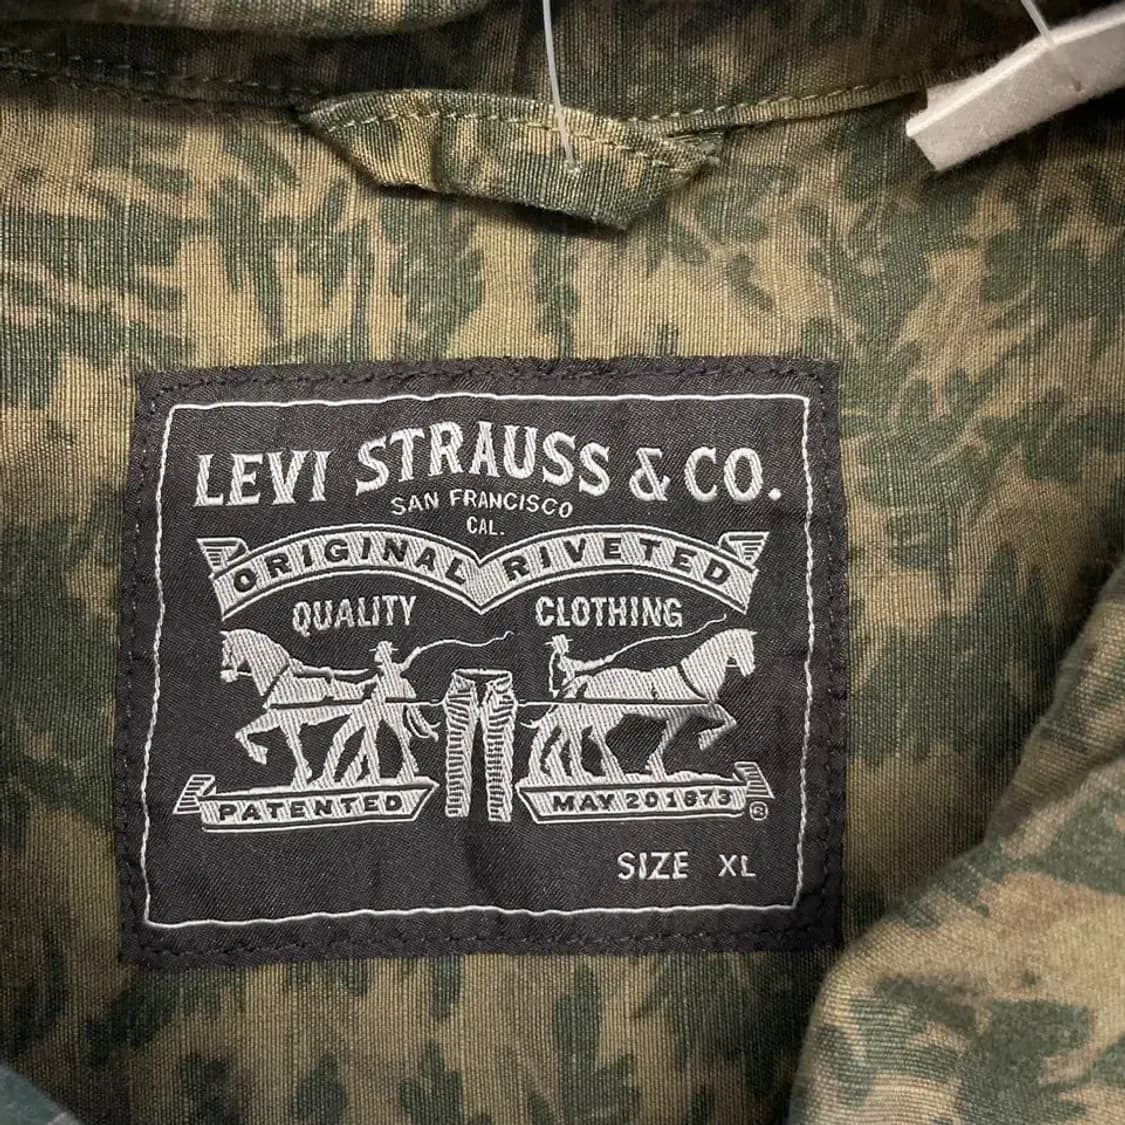 LEVI STRAUSS & CO.
SAN FRANCISCO
CAL.
ORIGINAL RIVETED
QUALITY CLOTHING
PATENTED MAY 20 1873 ®
SIZE XL